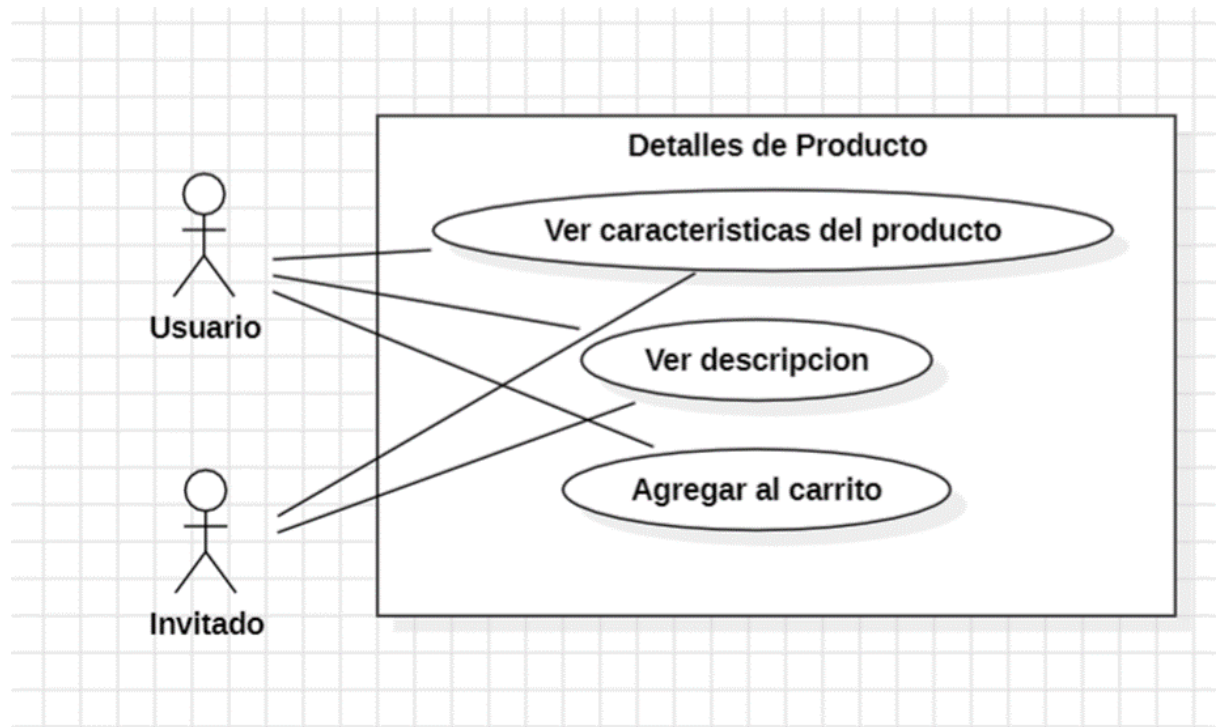 Detalles de Producto
Ver caracteristicas del producto
Usuario
Ver descripcion
Agregar al carrito
Invitado